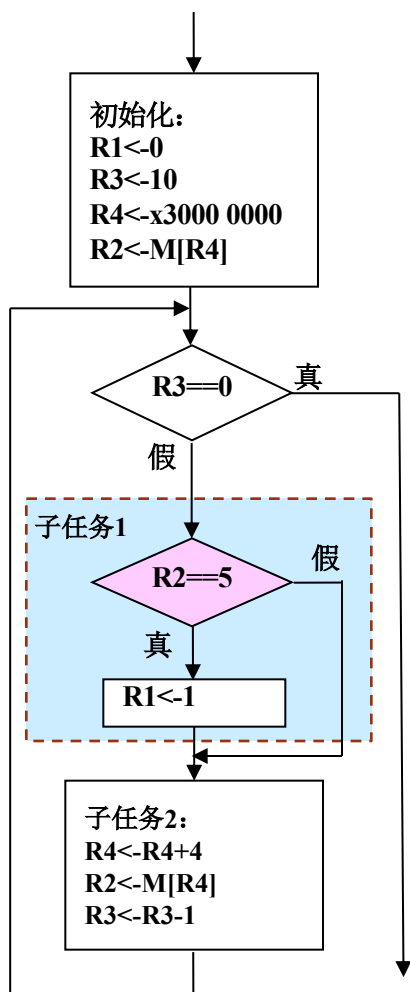 初始化：
R1<-0
R3<-10
R4<-x3000 0000
R2<-M[R4]
R3==0
真
假
子任务1
R2==5
假
真
R1<-1
子任务2：
R4<-R4+4
R2<-M[R4]
R3<-R3-1